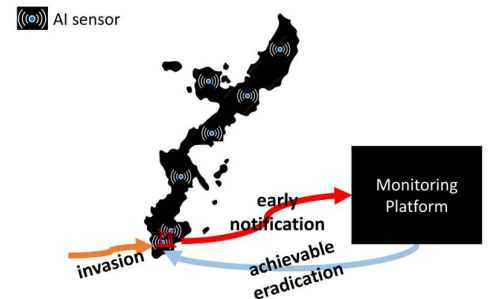 AI sensor
Monitoring
Platform
early
notification
invasion
achievable
eradication